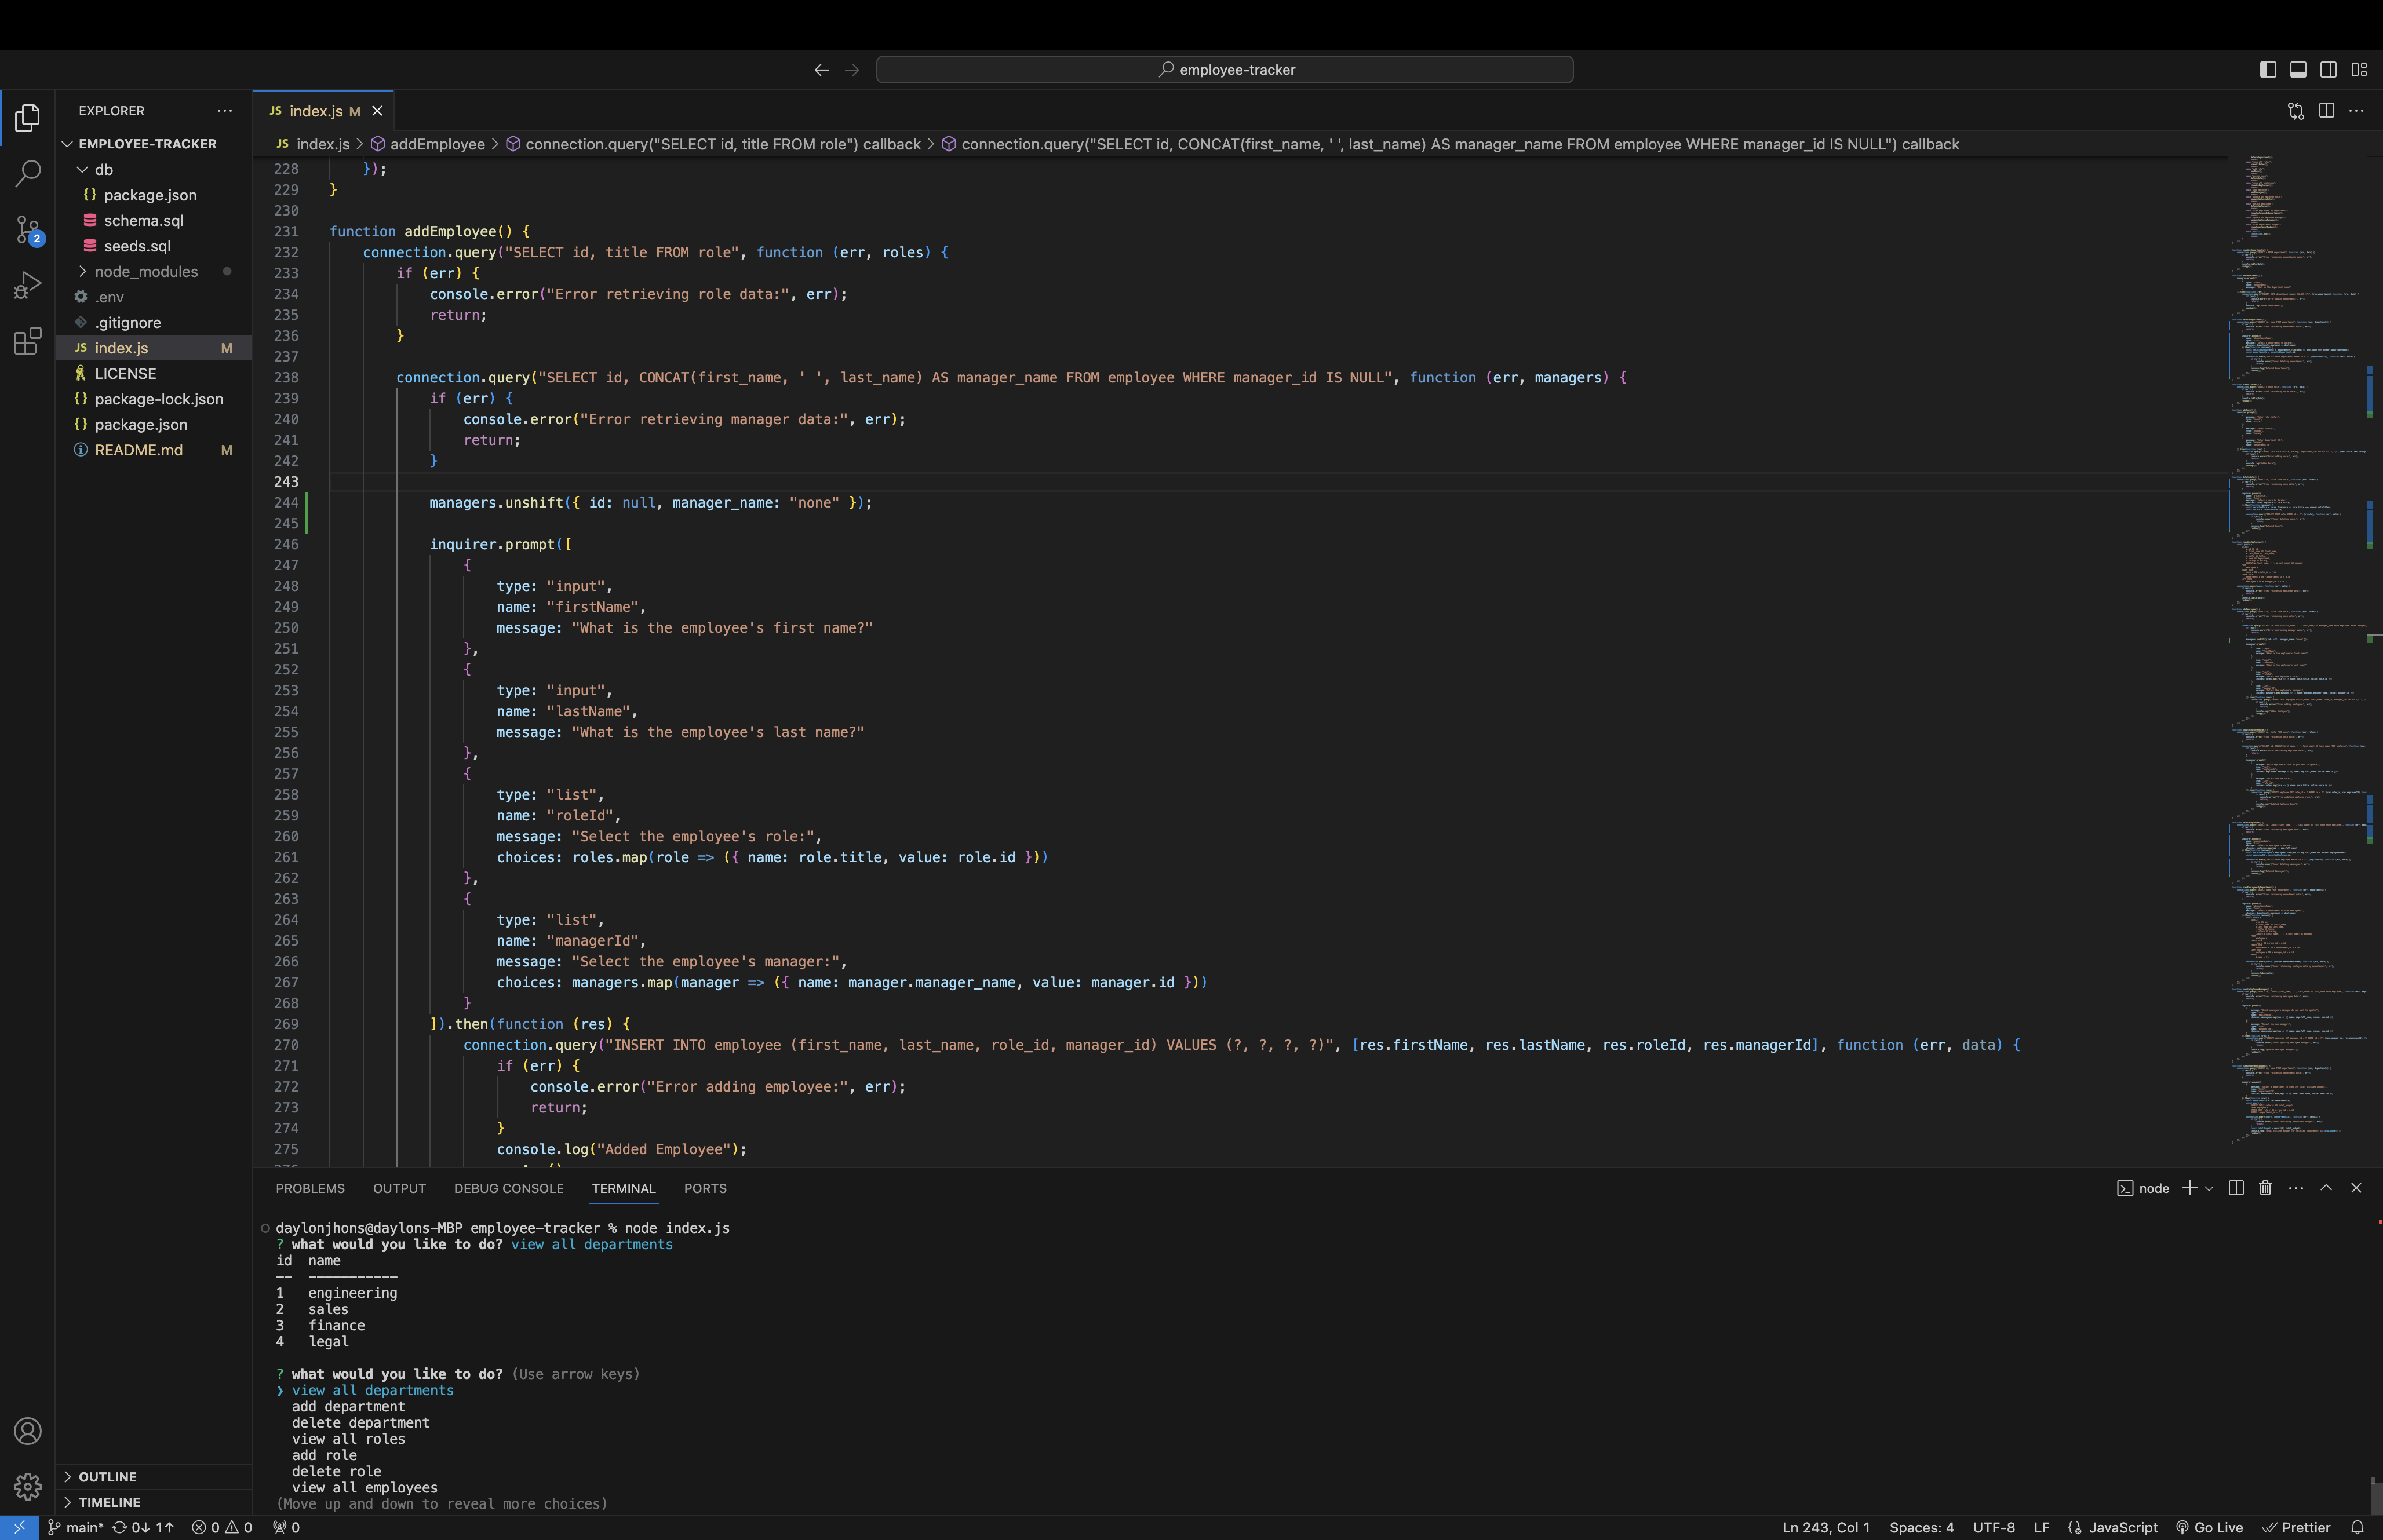 employee-tracker
EXPLORER
EMPLOYEE-TRACKER
db
package.json
schema.sql
seeds.sql
node_modules
.env
.gitignore
index.js M
LICENSE
package-lock.json
package.json
README.md M
OUTLINE
TIMELINE
2
JS index.js M
JS index.js > addEmployee > connection.query("SELECT id, title FROM role") callback > connection.query("SELECT id, CONCAT(first_name, ' ', last_name) AS manager_name FROM employee WHERE manager_id IS NULL") callback
228 });
229 }
230
231 function addEmployee() {
232 connection.query("SELECT id, title FROM role", function (err, roles) {
233 if (err) {
234 console.error("Error retrieving role data:", err);
235 return;
236 }
237
238 connection.query("SELECT id, CONCAT(first_name, ' ', last_name) AS manager_name FROM employee WHERE manager_id IS NULL", function (err, managers) {
239 if (err) {
240 console.error("Error retrieving manager data:", err);
241 return;
242 }
243
244 managers.unshift({ id: null, manager_name: "none" });
245
246 inquirer.prompt([
247 {
248 type: "input",
249 name: "firstName",
250 message: "What is the employee's first name?"
251 },
252 {
253 type: "input",
254 name: "lastName",
255 message: "What is the employee's last name?"
256 },
257 {
258 type: "list",
259 name: "roleId",
260 message: "Select the employee's role:",
261 choices: roles.map(role => ({ name: role.title, value: role.id }))
262 },
263 {
264 type: "list",
265 name: "managerId",
266 message: "Select the employee's manager:",
267 choices: managers.map(manager => ({ name: manager.manager_name, value: manager.id }))
268 }
269 ]).then(function (res) {
270 connection.query("INSERT INTO employee (first_name, last_name, role_id, manager_id) VALUES (?, ?, ?, ?)", [res.firstName, res.lastName, res.roleId, res.managerId], function (err, data) {
271 if (err) {
272 console.error("Error adding employee:", err);
273 return;
274 }
275 console.log("Added Employee");
PROBLEMS OUTPUT DEBUG CONSOLE TERMINAL PORTS
node
daylonjhons@daylons-MBP employee-tracker % node index.js
? what would you like to do? view all departments
id name
-- -----------
1 engineering
2 sales
3 finance
4 legal
? what would you like to do? (Use arrow keys)
❯ view all departments
add department
delete department
view all roles
add role
delete role
view all employees
(Move up and down to reveal more choices)
main* 0↓ 1↑ 0 0 0
Ln 243, Col 1 Spaces: 4 UTF-8 LF JavaScript Go Live Prettier